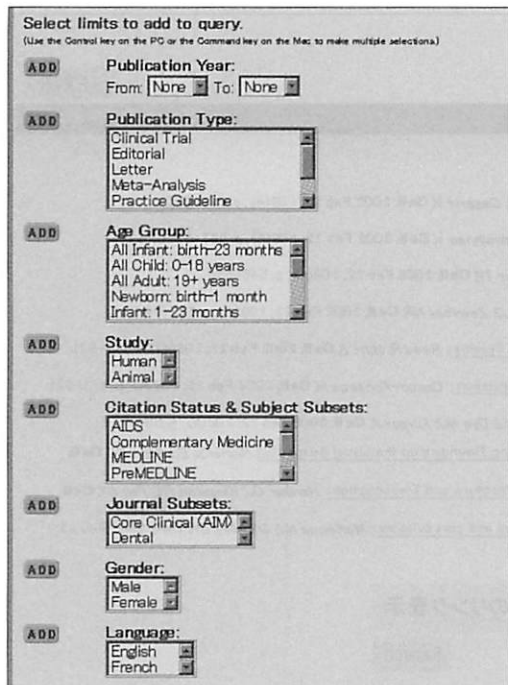 Select limits to add to query.
(Use the Control key on the PC or the Command key on the Mac to make multiple selections.)
ADD Publication Year:
From: None To: None
ADD Publication Type:
Clinical Trial
Editorial
Letter
Meta-Analysis
Practice Guideline
ADD Age Group:
All Infant: birth-23 months
All Child: 0-18 years
All Adult: 19+ years
Newborn: birth-1 month
Infant: 1-23 months
ADD Study:
Human
Animal
ADD Citation Status & Subject Subsets:
AIDS
Complementary Medicine
MEDLINE
PreMEDLINE
ADD Journal Subsets:
Core Clinical (AIM)
Dental
ADD Gender:
Male
Female
ADD Language:
English
French